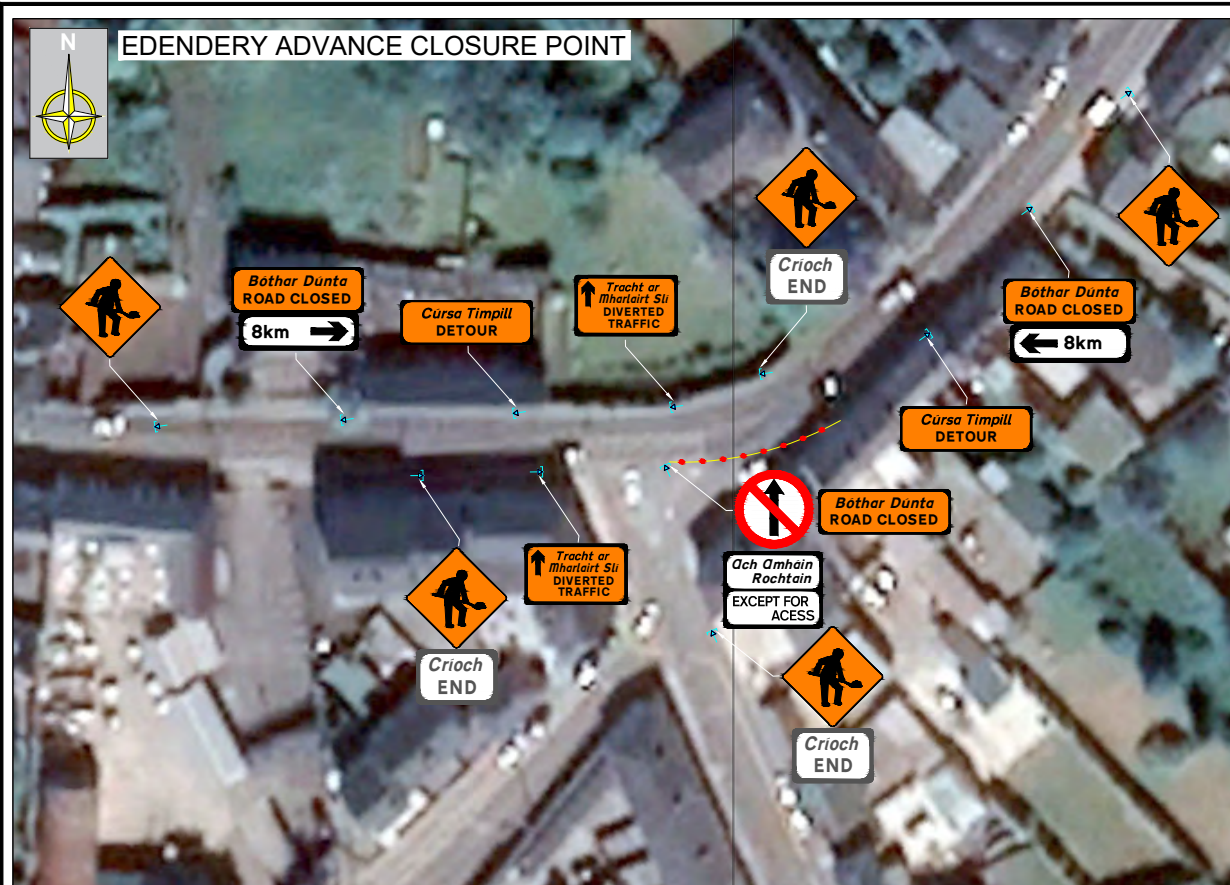 N
EDENDERY ADVANCE CLOSURE POINT
Críoch
END
Bóthar Dúnta
ROAD CLOSED
8km
Cúrsa Timpill
DETOUR
Tracht ar
Mharlairt Slí
DIVERTED
TRAFFIC
Bóthar Dúnta
ROAD CLOSED
8km
Cúrsa Timpill
DETOUR
Bóthar Dúnta
ROAD CLOSED
Ach Amháin
Rochtain
EXCEPT FOR
ACESS
Tracht ar
Mharlairt Slí
DIVERTED
TRAFFIC
Críoch
END
Críoch
END